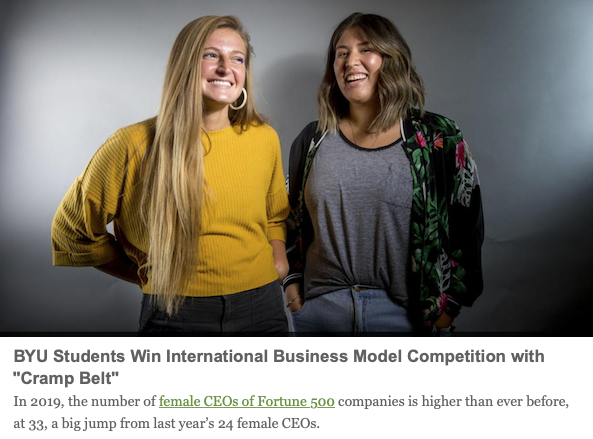 BYU Students Win International Business Model Competition with
"Cramp Belt"
In 2019, the number of female CEOs of Fortune 500 companies is higher than ever before,
at 33, a big jump from last year’s 24 female CEOs.